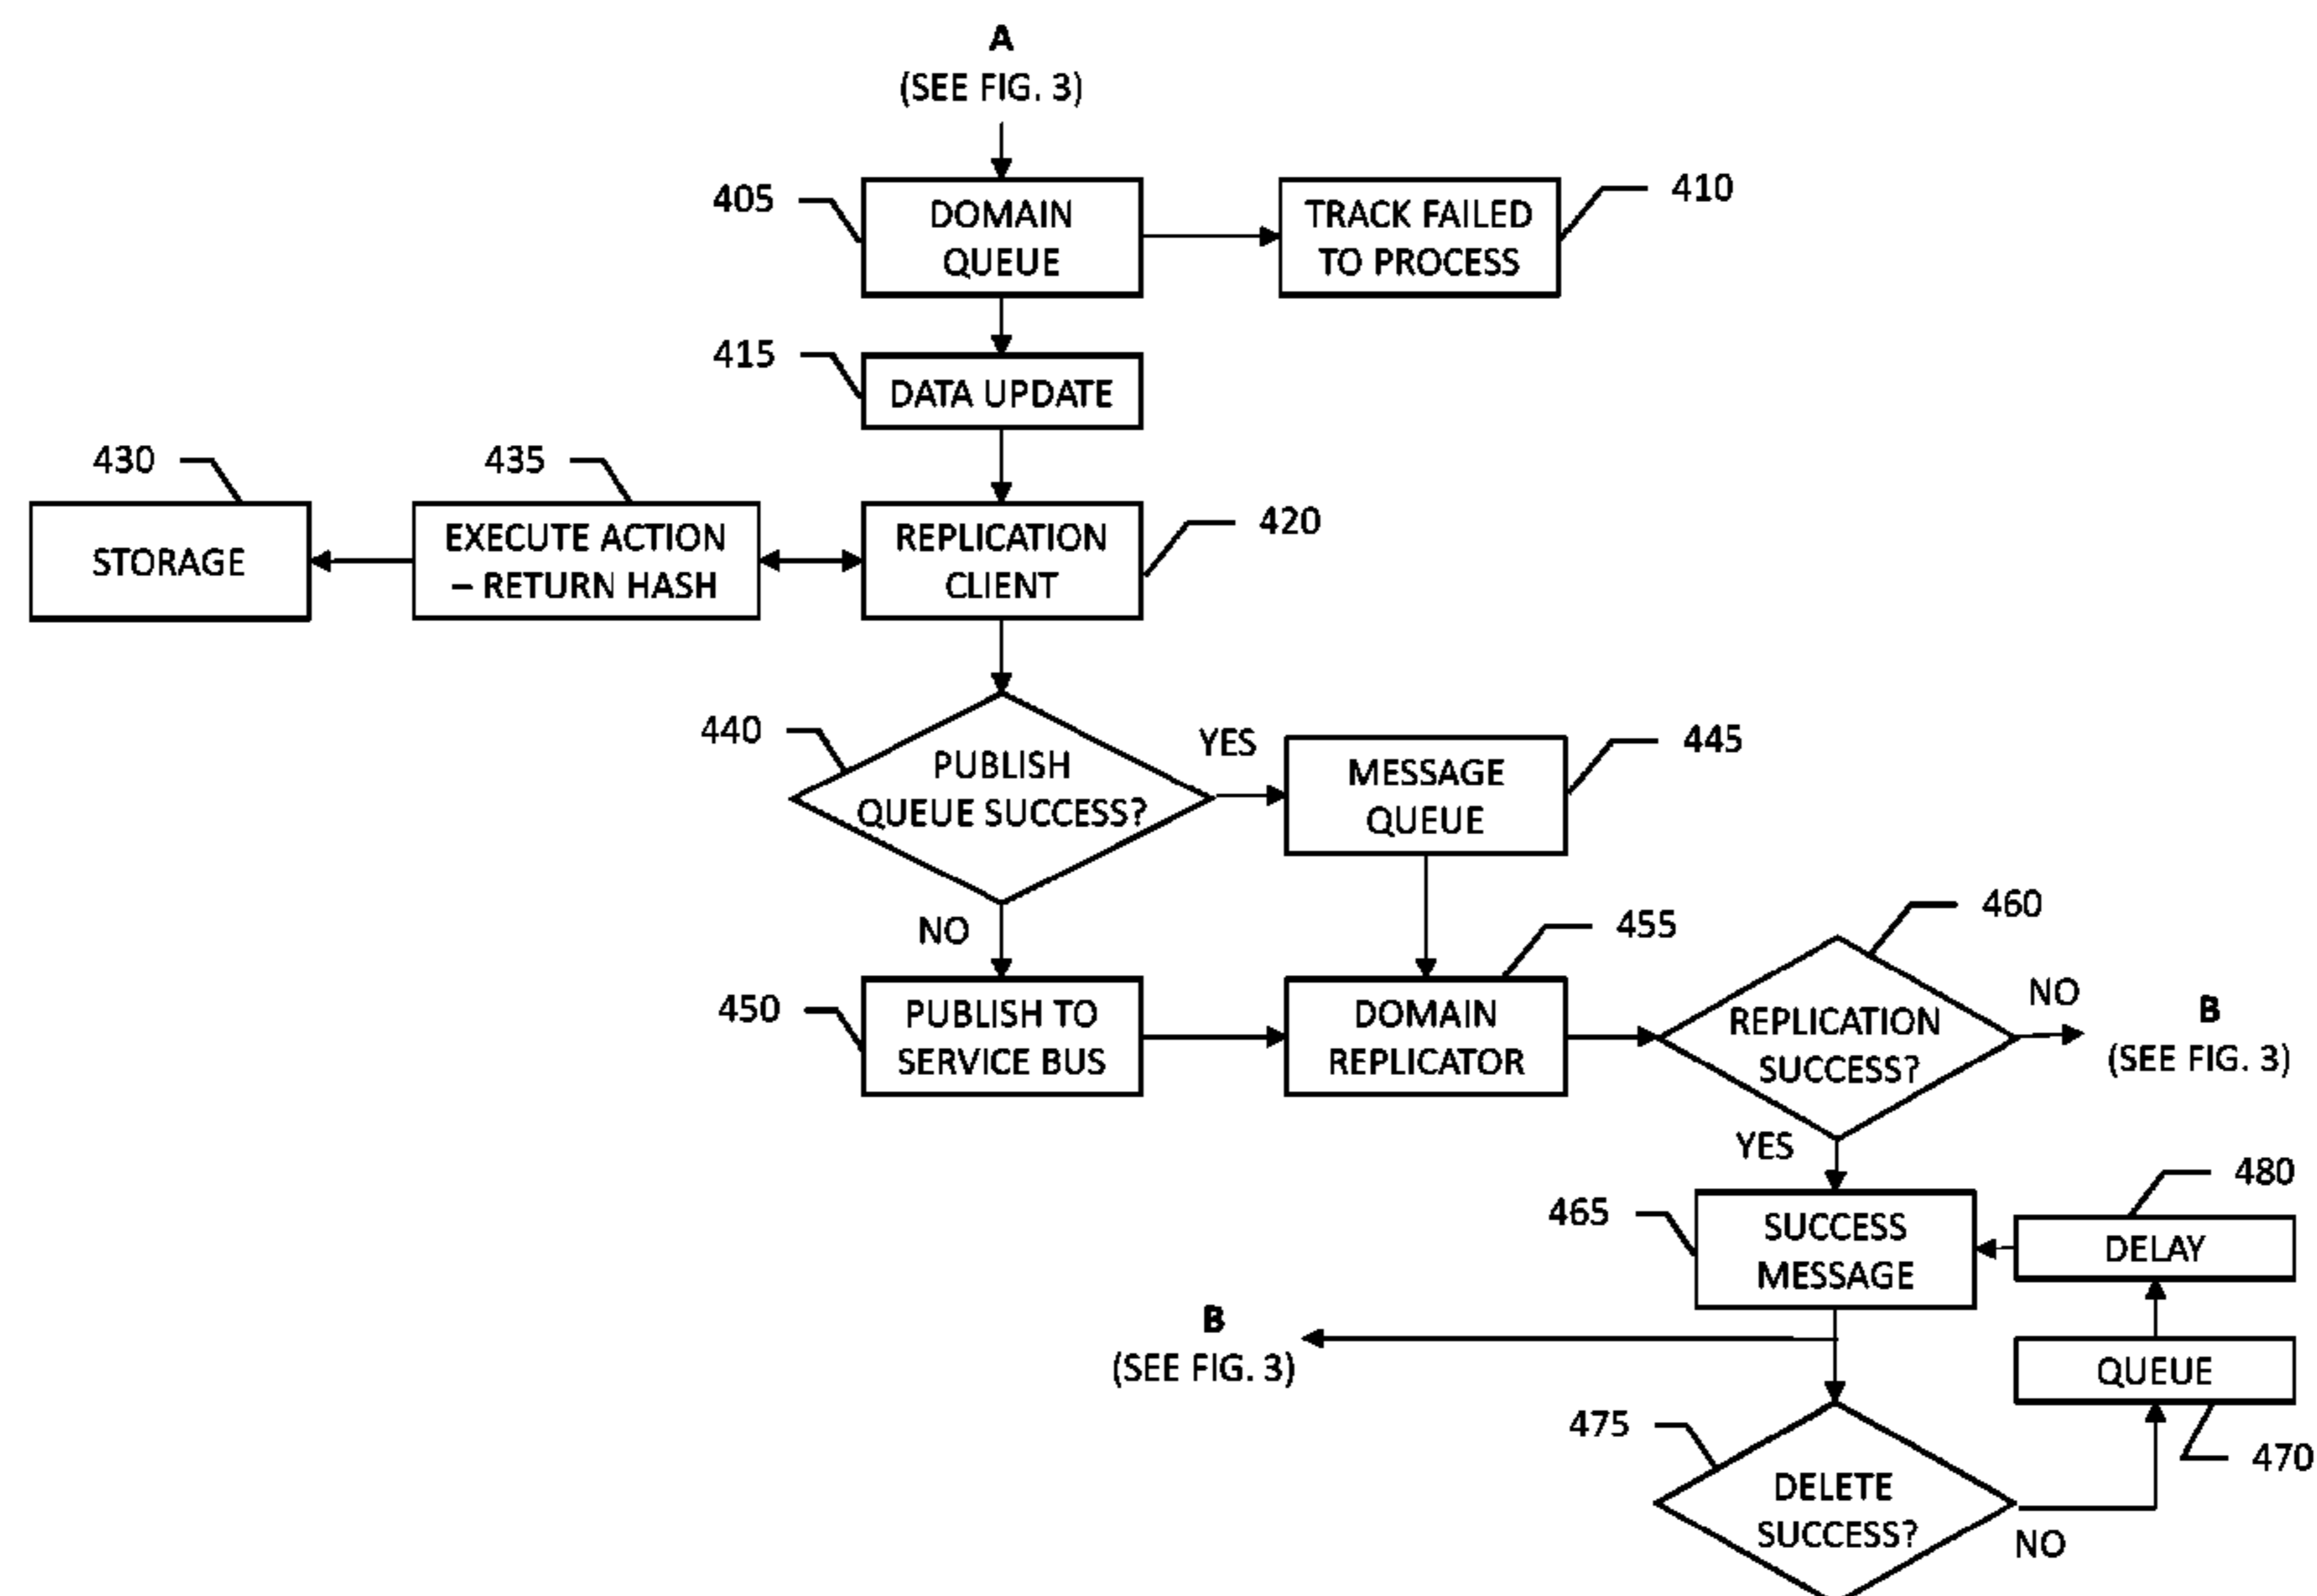 A
(SEE FIG. 3)
405
DOMAIN
QUEUE
TRACK FAILED
TO PROCESS
410
415
DATA UPDATE
430
435
STORAGE
EXECUTE ACTION
– RETURN HASH
REPLICATION
CLIENT
420
440
PUBLISH
QUEUE SUCCESS?
YES
MESSAGE
QUEUE
445
NO
450
PUBLISH TO
SERVICE BUS
DOMAIN
REPLICATOR
455
460
REPLICATION
SUCCESS?
NO
B
(SEE FIG. 3)
YES
465
SUCCESS
MESSAGE
480
DELAY
B
(SEE FIG. 3)
QUEUE
470
475
DELETE
SUCCESS?
NO